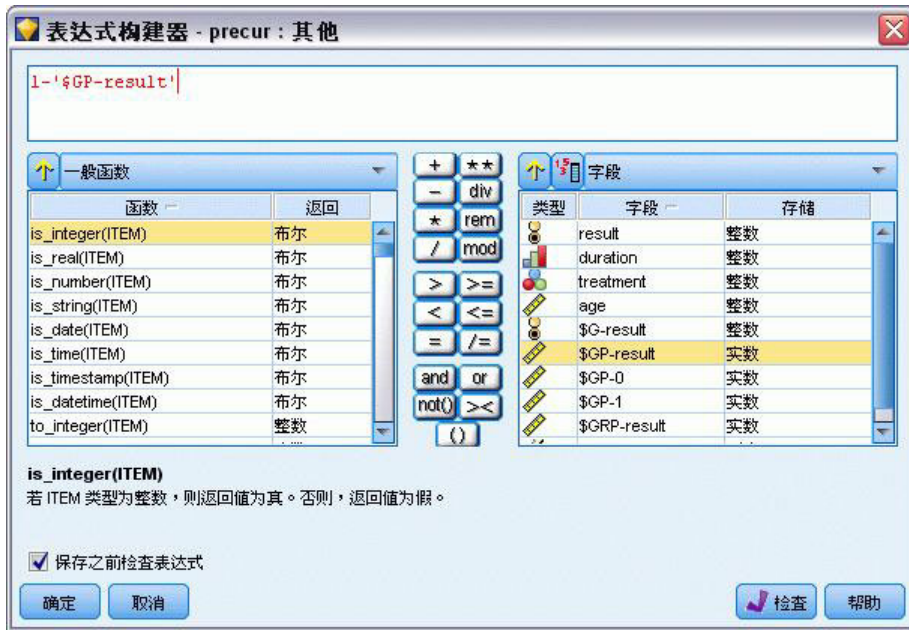 表达式构建器 - precur : 其他
1-'$GP-result'
一般函数
函数 返回
is_integer(ITEM) 布尔
is_real(ITEM) 布尔
is_number(ITEM) 布尔
is_string(ITEM) 布尔
is_date(ITEM) 布尔
is_time(ITEM) 布尔
is_timestamp(ITEM) 布尔
is_datetime(ITEM) 布尔
to_integer(ITEM) 整数
+ **
- div
* rem
/ mod
> >=
< <=
= /=
and or
not() ><
()
字段
类型 字段 存储
result 整数
duration 整数
treatment 整数
age 整数
$G-result 整数
$GP-result 实数
$GP-0 实数
$GP-1 实数
$GRP-result 实数
is_integer(ITEM)
若 ITEM 类型为整数，则返回值为真。否则，返回值为假。
保存之前检查表达式
确定 取消 检查 帮助